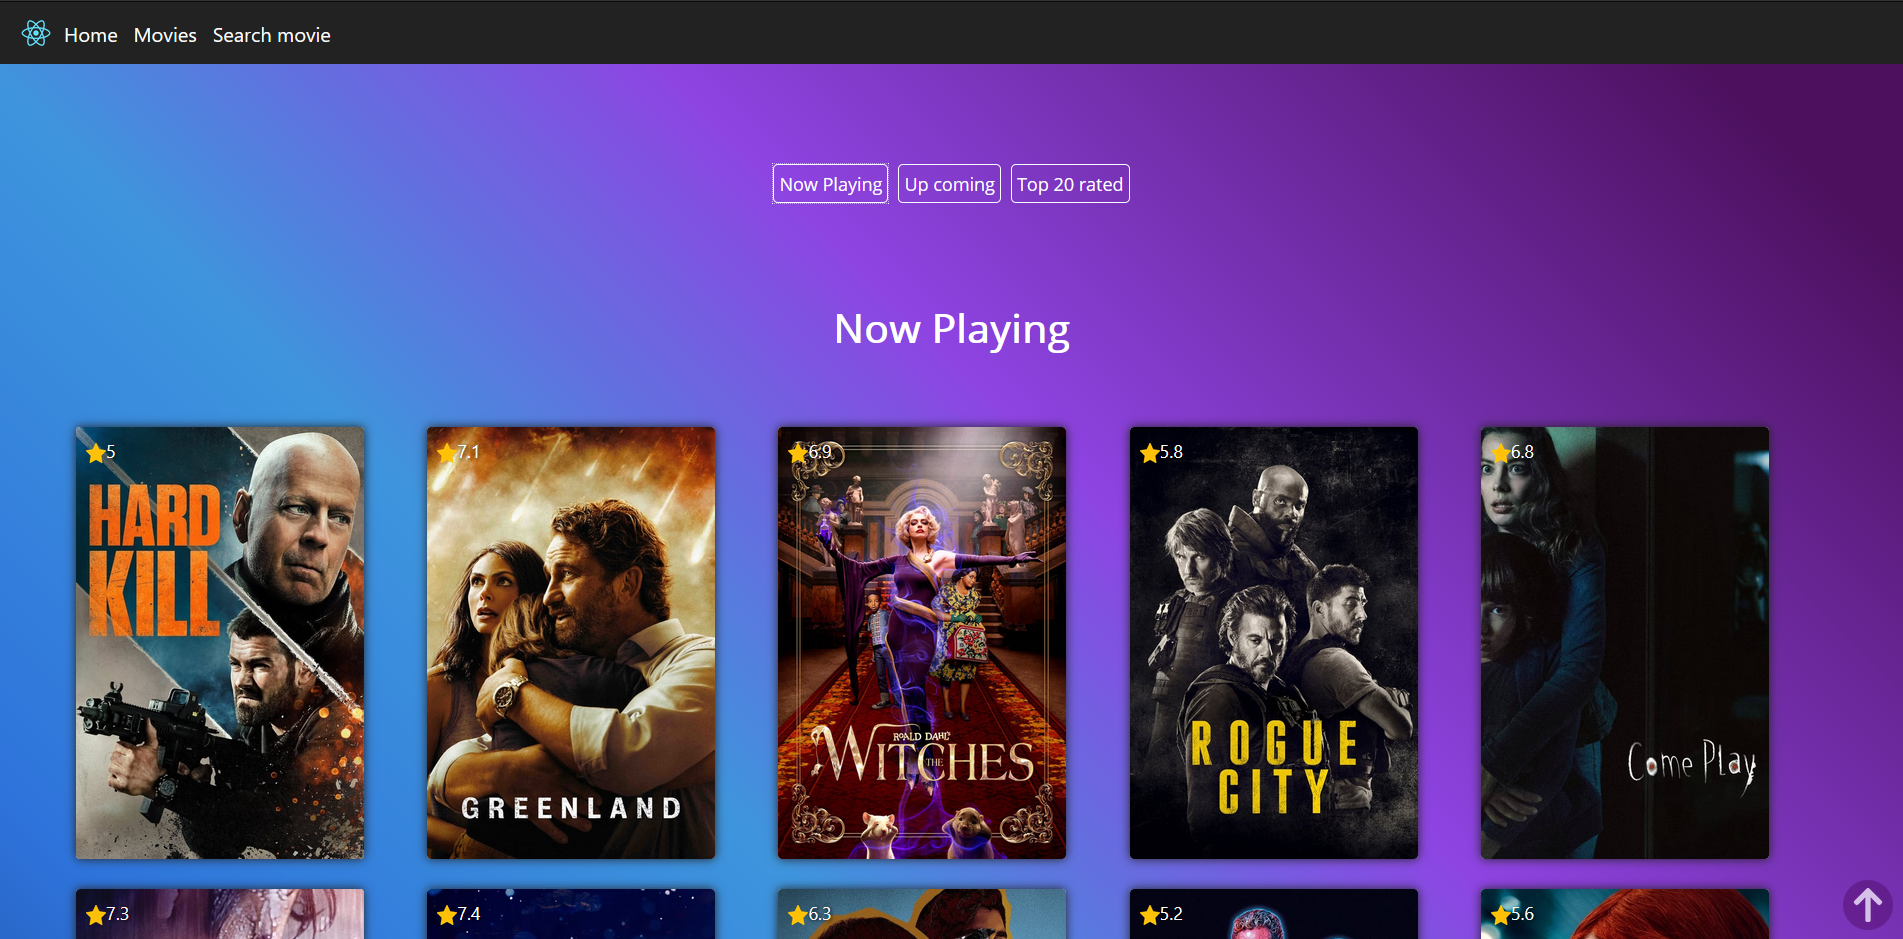 Home Movies Search movie
Now Playing Up coming Top 20 rated
Now Playing
5
HARD
KILL
7.1
GREENLAND
6.9
ROALD DAHL'S
THE
WITCHES
5.8
ROGUE
CITY
6.8
Come Play
7.3
7.4
6.3
5.2
5.6